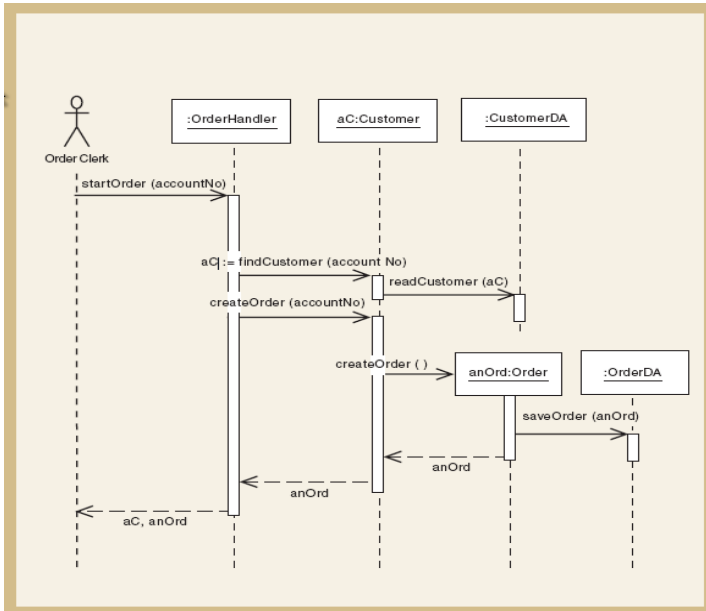 :OrderHandler
aC:Customer
:CustomerDA
Order Clerk
startOrder (accountNo)
aC := findCustomer (account No)
readCustomer (aC)
createOrder (accountNo)
createOrder ( )
anOrd:Order
:OrderDA
saveOrder (anOrd)
anOrd
anOrd
aC, anOrd